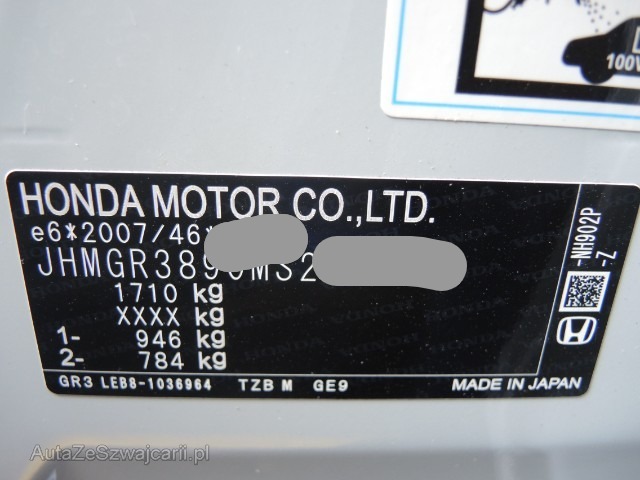 100V
HONDA MOTOR CO.,LTD.
e6*2007/46*
JHMGR3890MS2
1710 kg
XXXX kg
1- 946 kg
2- 784 kg
GR3 LEB8-1036964 TZB M GE9
MADE IN JAPAN
-NH902P
-Z
AutaZeSzwajcarii.pl